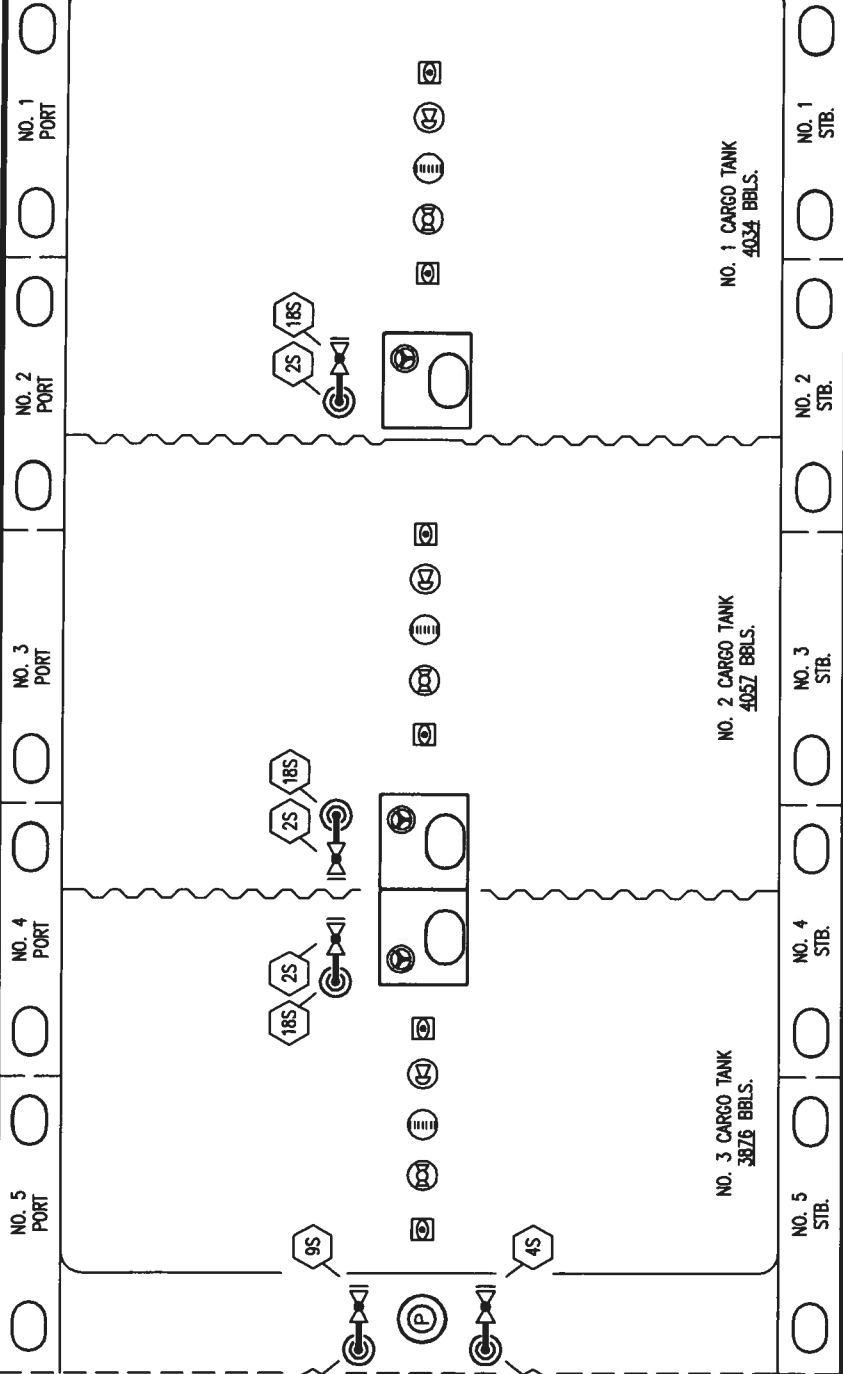 NO. 1
PORT
NO. 2
PORT
NO. 3
PORT
NO. 4
PORT
NO. 5
PORT
18S
2S
18S
2S
2S
18S
9S
4S
P
NO. 1 CARGO TANK
4034 BBLS.
NO. 2 CARGO TANK
4057 BBLS.
NO. 3 CARGO TANK
3876 BBLS.
NO. 1
STB.
NO. 2
STB.
NO. 3
STB.
NO. 4
STB.
NO. 5
STB.